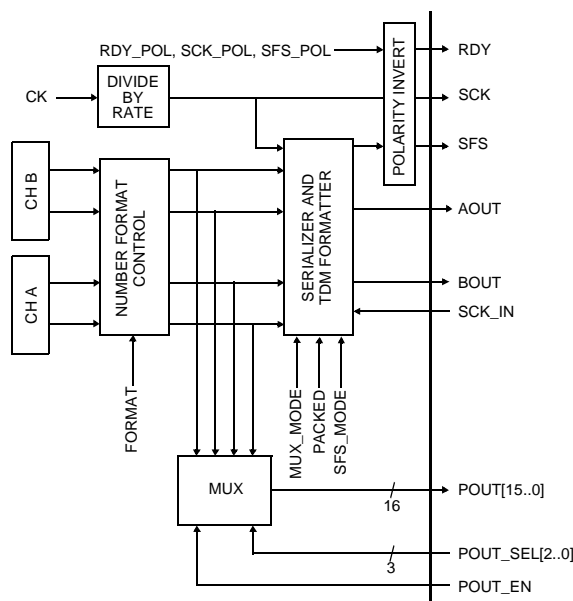 RDY_POL, SCK_POL, SFS_POL
RDY
CK
DIVIDE
BY
RATE
SCK
POLARITY INVERT
SFS
CH B
CH A
NUMBER FORMAT
CONTROL
SERIALIZER AND
TDM FORMATTER
AOUT
BOUT
SCK_IN
FORMAT
MUX_MODE
PACKED
SFS_MODE
MUX
16
POUT[15..0]
3
POUT_SEL[2..0]
POUT_EN